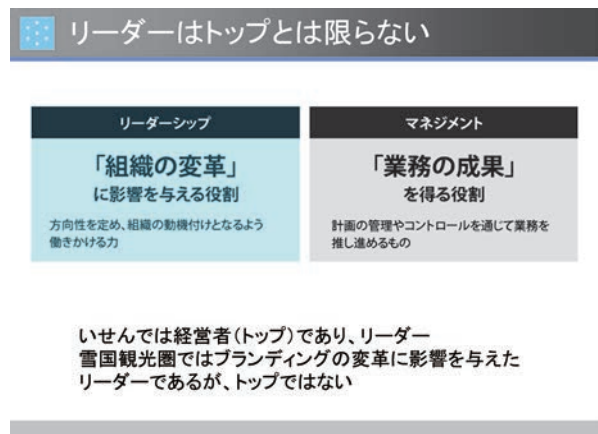 リーダーはトップとは限らない
リーダーシップ
「組織の変革」
に影響を与える役割
方向性を定め、組織の動機付けとなるよう
働きかける力
マネジメント
「業務の成果」
を得る役割
計画の管理やコントロールを通じて業務を
推し進めるもの
いせんでは経営者(トップ)であり、リーダー
雪国観光圏ではブランディングの変革に影響を与えた
リーダーであるが、トップではない